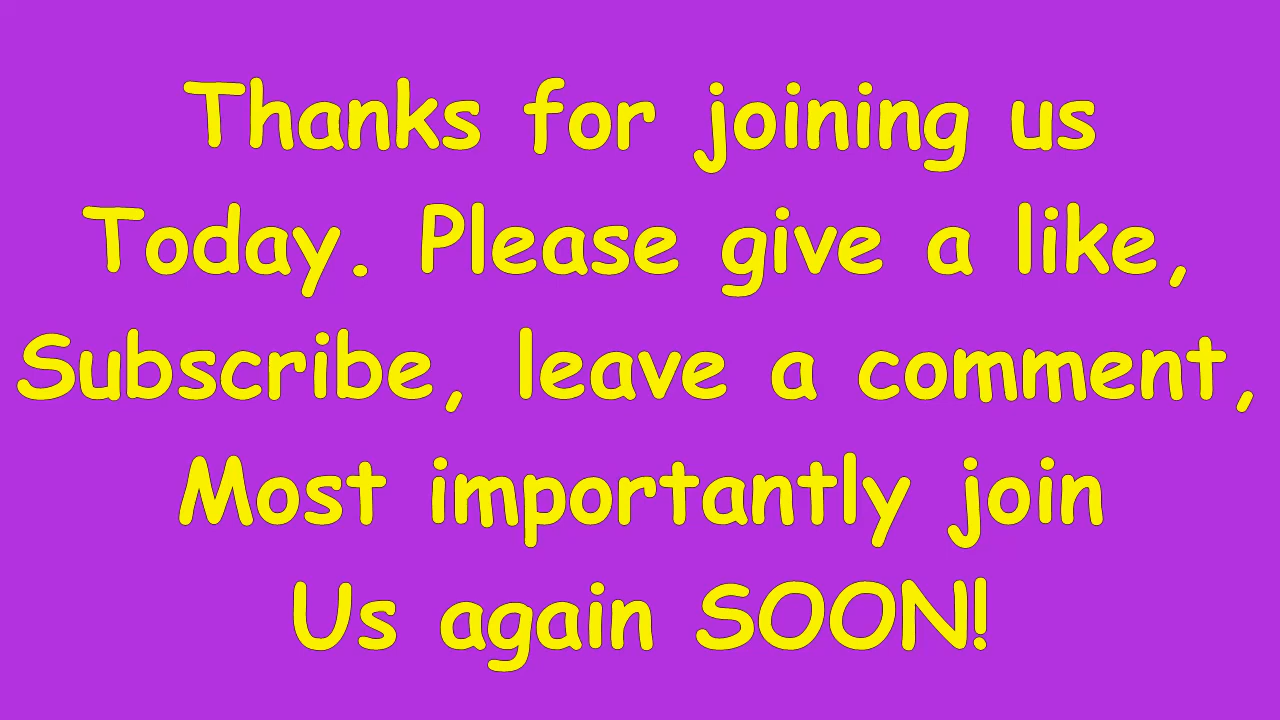 Thanks for joining us
Today. Please give a like,
Subscribe, leave a comment,
Most importantly join
Us again SOON!